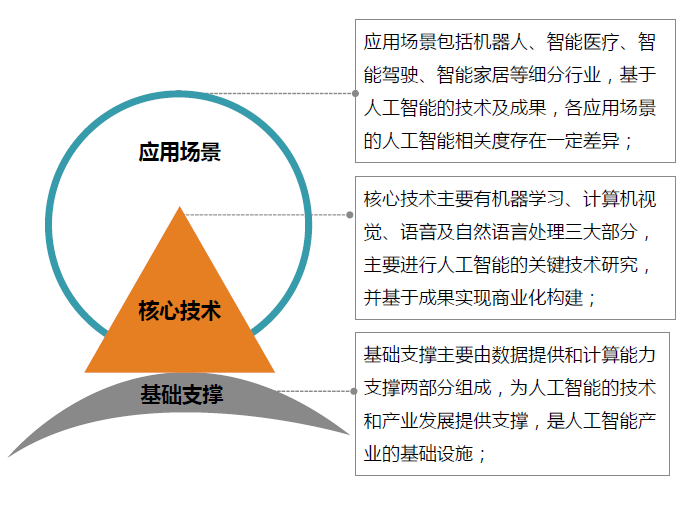 应用场景包括机器人、智能医疗、智
能驾驶、智能家居等细分行业，基于
人工智能的技术及成果，各应用场景
的人工智能相关度存在一定差异；
应用场景
核心技术主要有机器学习、计算机视
觉、语音及自然语言处理三大部分，
主要进行人工智能的关键技术研究，
并基于成果实现商业化构建；
核心技术
基础支撑主要由数据提供和计算能力
支撑两部分组成，为人工智能的技术
和产业发展提供支撑，是人工智能产
业的基础设施；
基础支撑